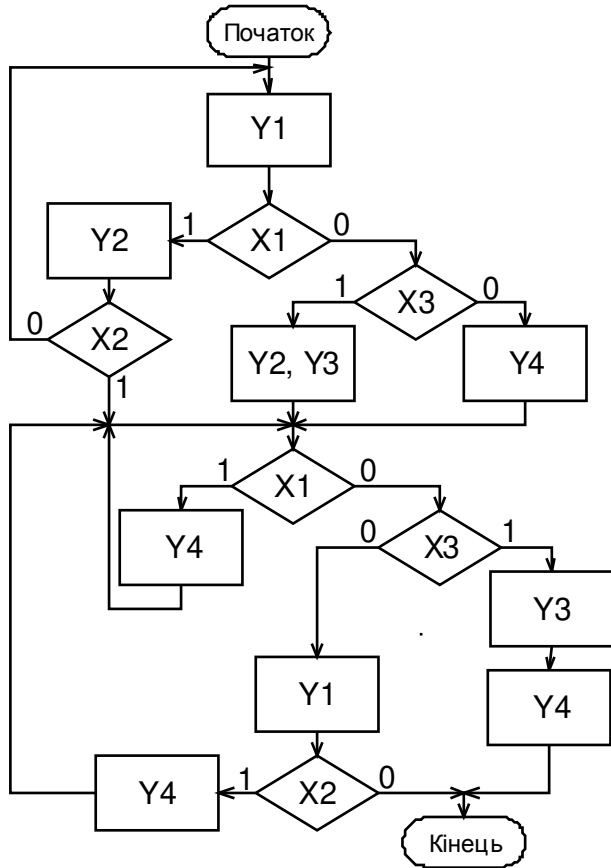 Початок
Y1
1 X1 0
Y2
1 X3 0
0 X2
1
Y2, Y3
Y4
1 X1 0
Y4
0 X3 1
Y3
Y1
Y4
Y4
1 X2 0
Кінець